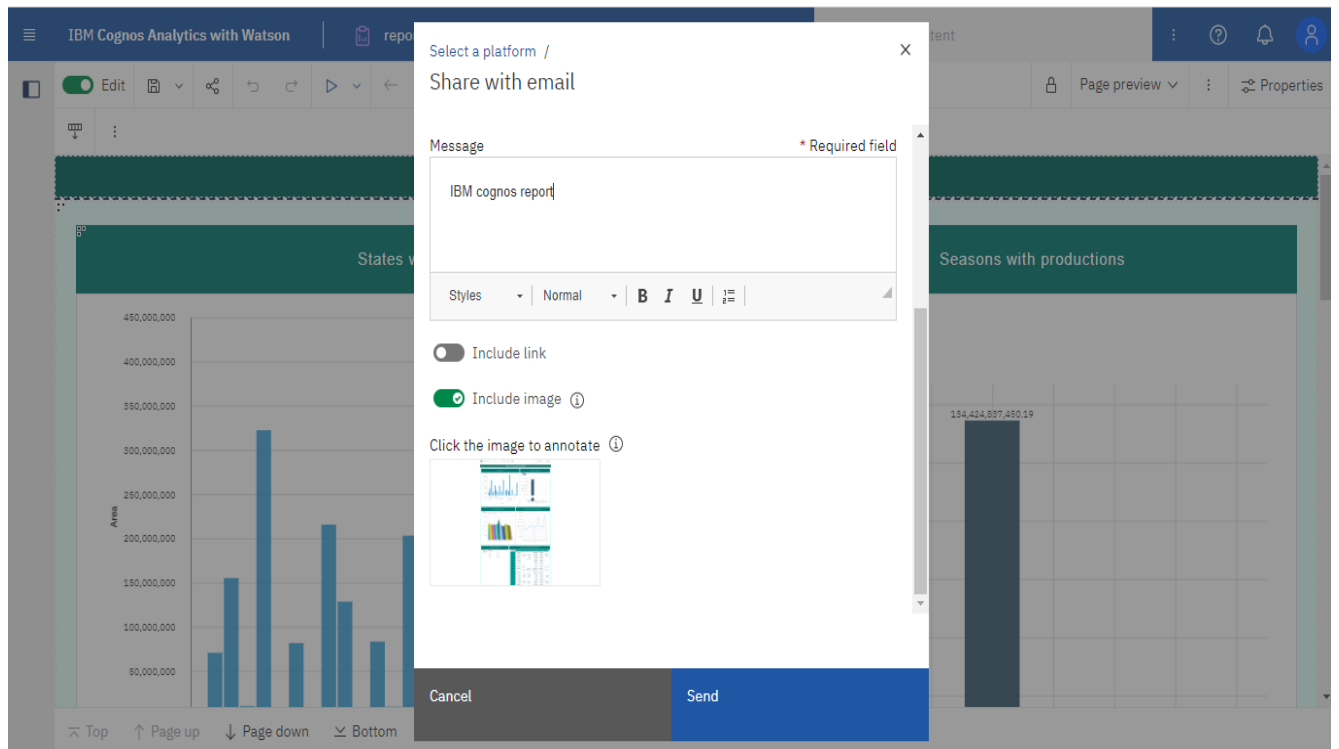 IBM Cognos Analytics with Watson
repo
tent
Edit
Page preview
Properties
Select a platform /
Share with email
Message
* Required field
IBM cognos report
Styles
Normal
B I U
Include link
Include image
Click the image to annotate
Cancel
Send
States w
Seasons with productions
450,000,000
400,000,000
350,000,000
300,000,000
250,000,000
200,000,000
150,000,000
100,000,000
50,000,000
Area
134,424,837,450.19
Top
Page up
Page down
Bottom